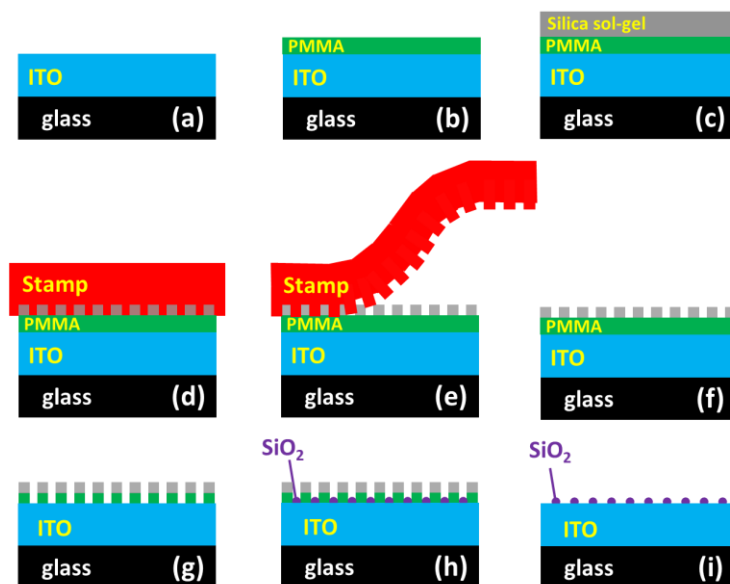 ITO
glass (a)
PMMA
ITO
glass (b)
Silica sol-gel
PMMA
ITO
glass (c)
Stamp
PMMA
ITO
glass (d)
Stamp
PMMA
ITO
glass (e)
PMMA
ITO
glass (f)
ITO
glass (g)
SiO₂
ITO
glass (h)
SiO₂
ITO
glass (i)